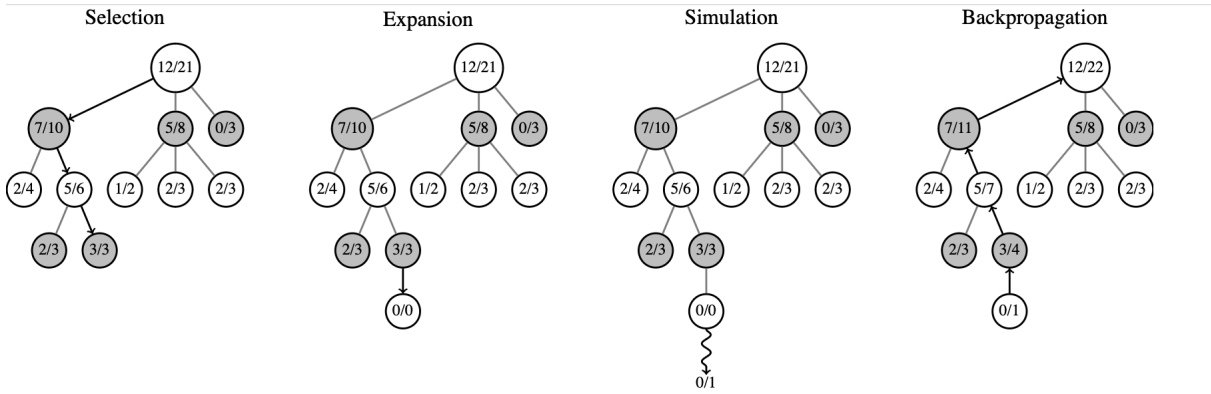 Selection
12/21
7/10 5/8 0/3
2/4 5/6 1/2 2/3 2/3
2/3 3/3
Expansion
12/21
7/10 5/8 0/3
2/4 5/6 1/2 2/3 2/3
2/3 3/3
0/0
Simulation
12/21
7/10 5/8 0/3
2/4 5/6 1/2 2/3 2/3
2/3 3/3
0/0
0/1
Backpropagation
12/22
7/11 5/8 0/3
2/4 5/7 1/2 2/3 2/3
2/3 3/4
0/1